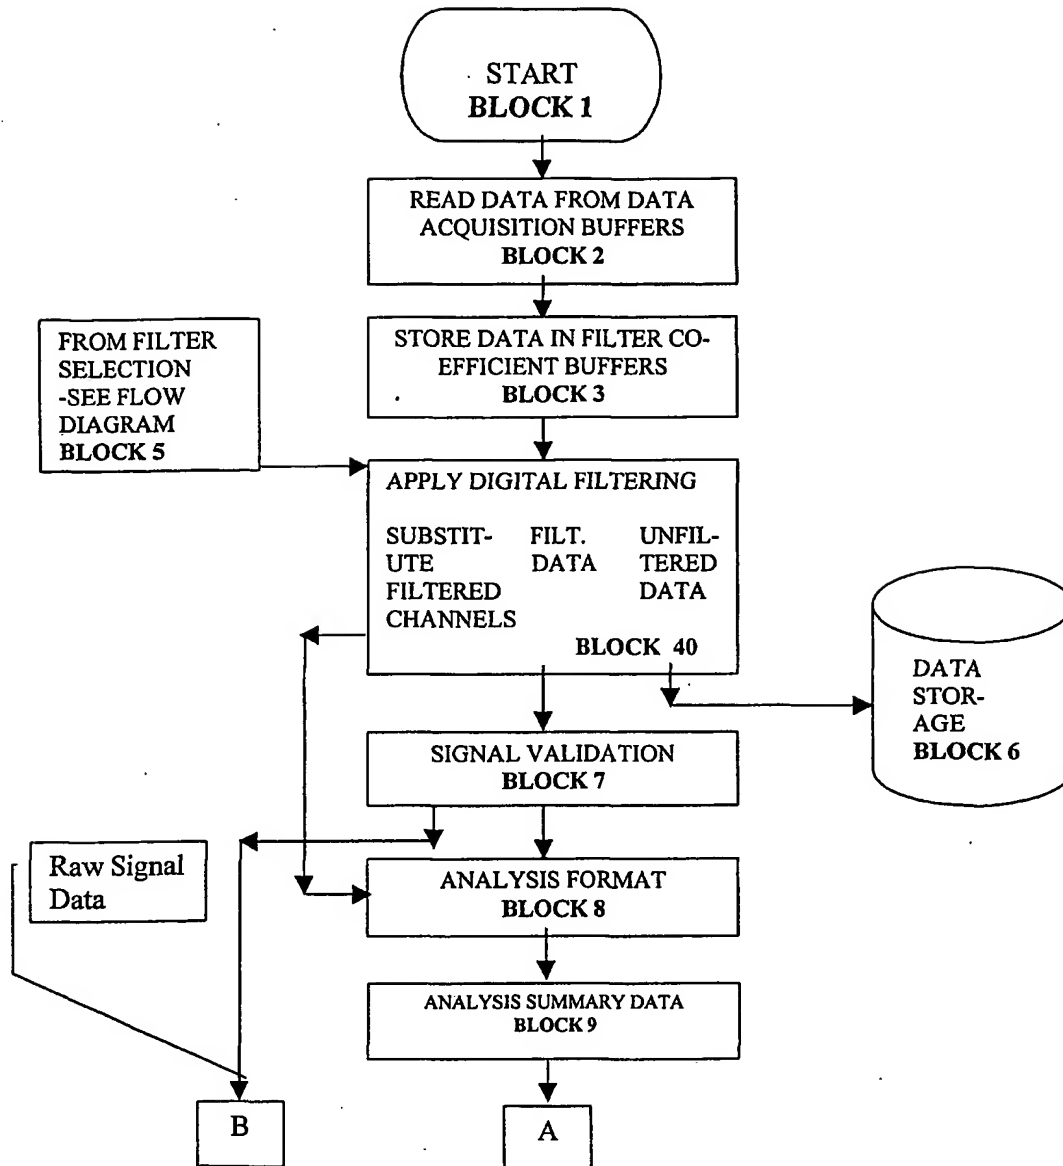 START
BLOCK 1
READ DATA FROM DATA
ACQUISITION BUFFERS
BLOCK 2
STORE DATA IN FILTER CO-
EFFICIENT BUFFERS
BLOCK 3
FROM FILTER
SELECTION
-SEE FLOW
DIAGRAM
BLOCK 5
APPLY DIGITAL FILTERING
SUBSTIT-
UTE
FILTERED
CHANNELS
FILT.
DATA
UNFIL-
TERED
DATA
BLOCK 40
DATA
STOR-
AGE
BLOCK 6
SIGNAL VALIDATION
BLOCK 7
Raw Signal
Data
ANALYSIS FORMAT
BLOCK 8
ANALYSIS SUMMARY DATA
BLOCK 9
B
A